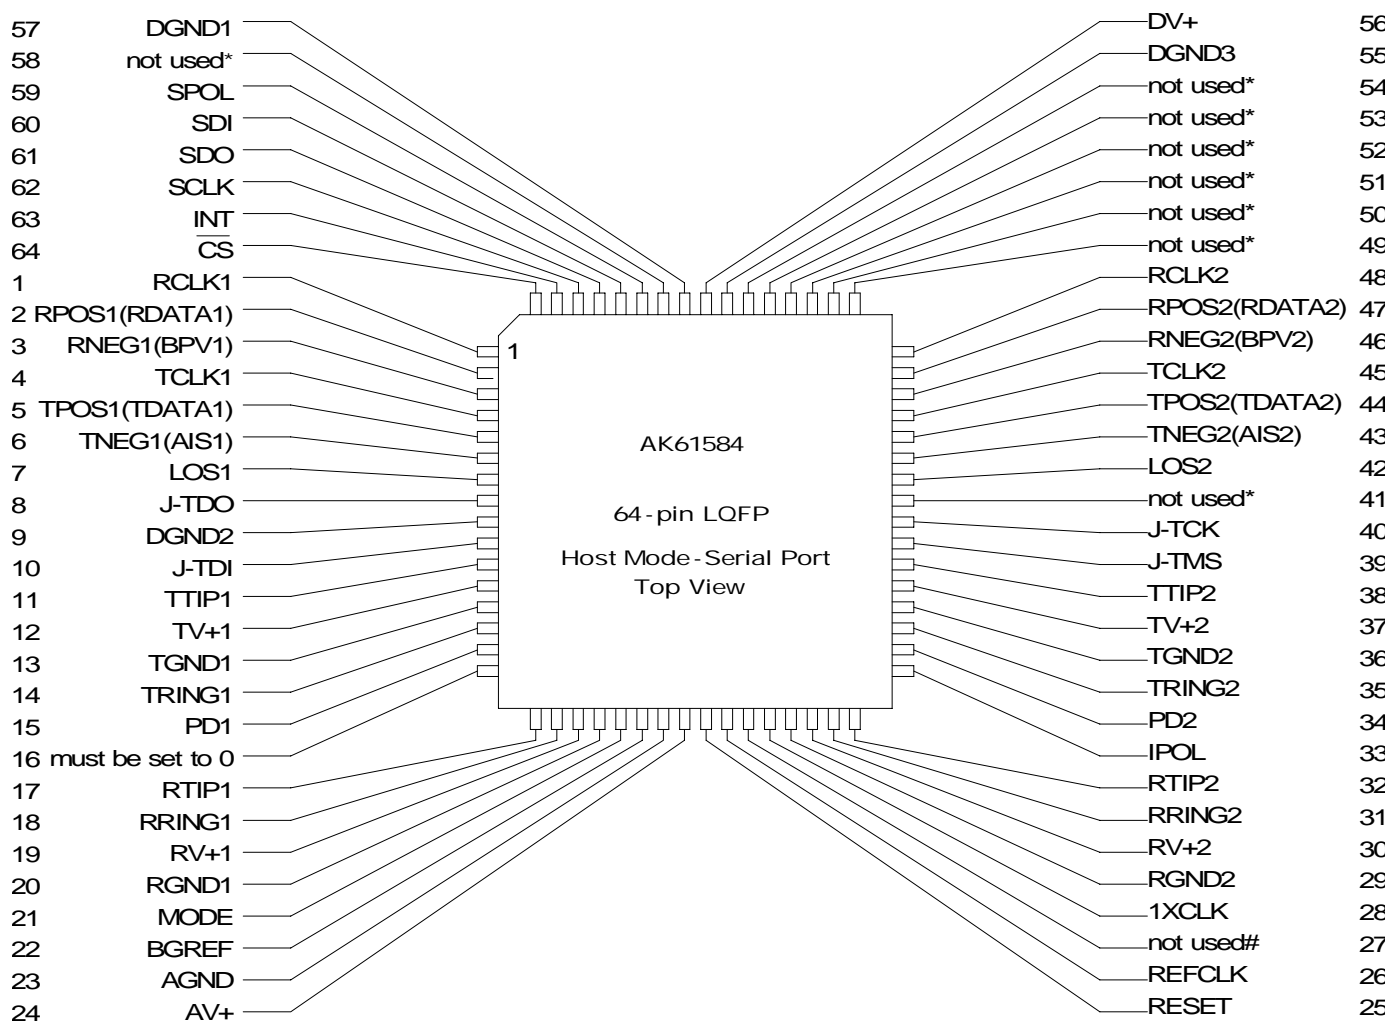 57 DGND1
58 not used*
59 SPOL
60 SDI
61 SDO
62 SCLK
63 INT
64 CS
1 RCLK1
2 RPOS1(RDATA1)
3 RNEG1(BPV1)
4 TCLK1
5 TPOS1(TDATA1)
6 TNEG1(AIS1)
7 LOS1
8 J-TDO
9 DGND2
10 J-TDI
11 TTIP1
12 TV+1
13 TGND1
14 TRING1
15 PD1
16 must be set to 0
17 RTIP1
18 RRING1
19 RV+1
20 RGND1
21 MODE
22 BGREF
23 AGND
24 AV+
1
AK61584
64-pin LQFP
Host Mode-Serial Port
Top View
DV+ 56
DGND3 55
not used* 54
not used* 53
not used* 52
not used* 51
not used* 50
not used* 49
RCLK2 48
RPOS2(RDATA2) 47
RNEG2(BPV2) 46
TCLK2 45
TPOS2(TDATA2) 44
TNEG2(AIS2) 43
LOS2 42
not used* 41
J-TCK 40
J-TMS 39
TTIP2 38
TV+2 37
TGND2 36
TRING2 35
PD2 34
IPOL 33
RTIP2 32
RRING2 31
RV+2 30
RGND2 29
1XCLK 28
not used# 27
REFCLK 26
RESET 25